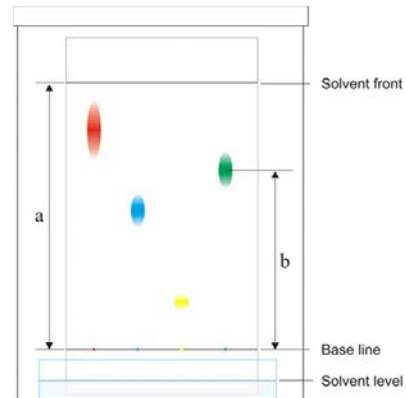 Solvent front
a
b
Base line
Solvent level